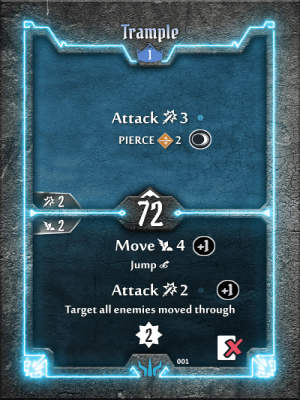 Trample
1
Attack 3
PIERCE 2
2
72
2
Move 4 +1
Jump
Attack 2 +1
Target all enemies moved through
2
001